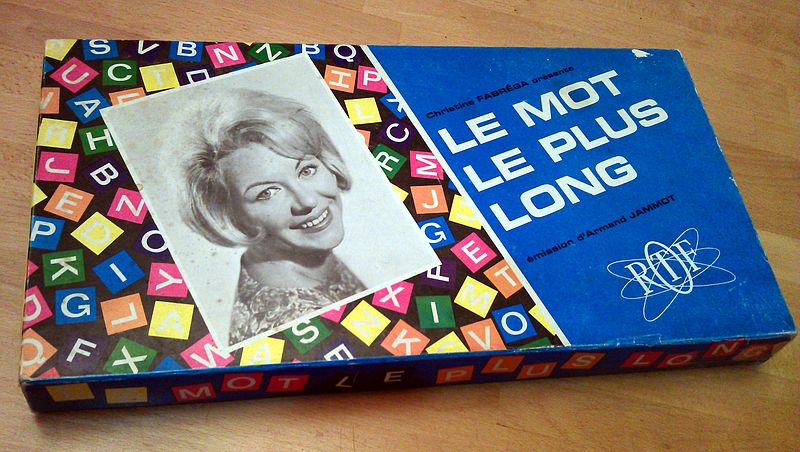 Christine FABRÉGA présente
LE MOT
LE PLUS
LONG
émission d'Armand JAMMOT
RTF
MOT LE PLUS LONG